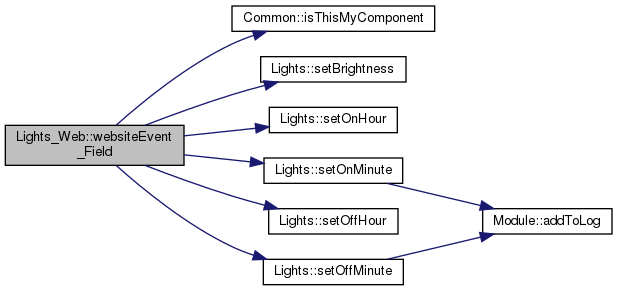 Common::isThisMyComponent
Lights::setBrightness
Lights::setOnHour
Lights_Web::websiteEvent
_Field
Lights::setOnMinute
Lights::setOffHour
Module::addToLog
Lights::setOffMinute